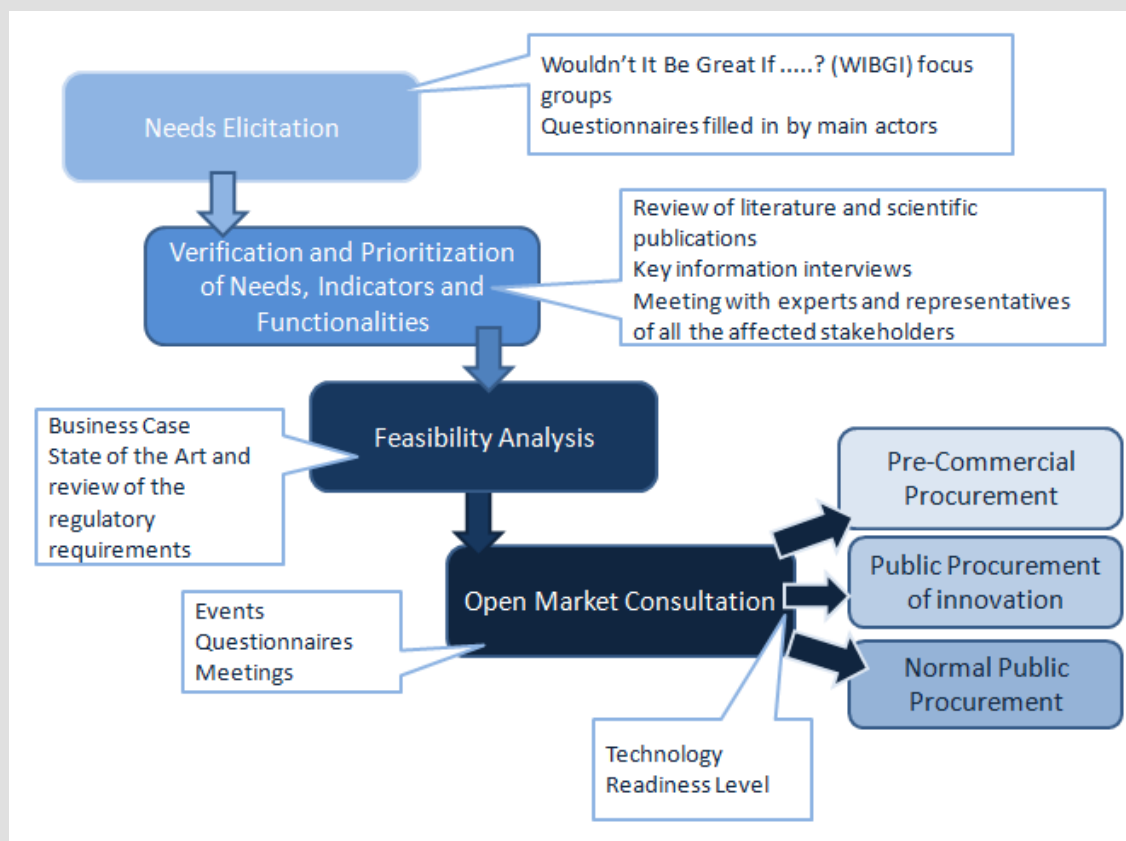 Wouldn't It Be Great If .....? (WIBGI) focus
groups
Questionnaires filled in by main actors
Needs Elicitation
Review of literature and scientific
publications
Key information interviews
Meeting with experts and representatives
of all the affected stakeholders
Verification and Prioritization
of Needs, Indicators and
Functionalities
Business Case
State of the Art and
review of the
regulatory
requirements
Feasibility Analysis
Pre-Commercial
Procurement
Public Procurement
of innovation
Normal Public
Procurement
Open Market Consultation
Events
Questionnaires
Meetings
Technology
Readiness Level